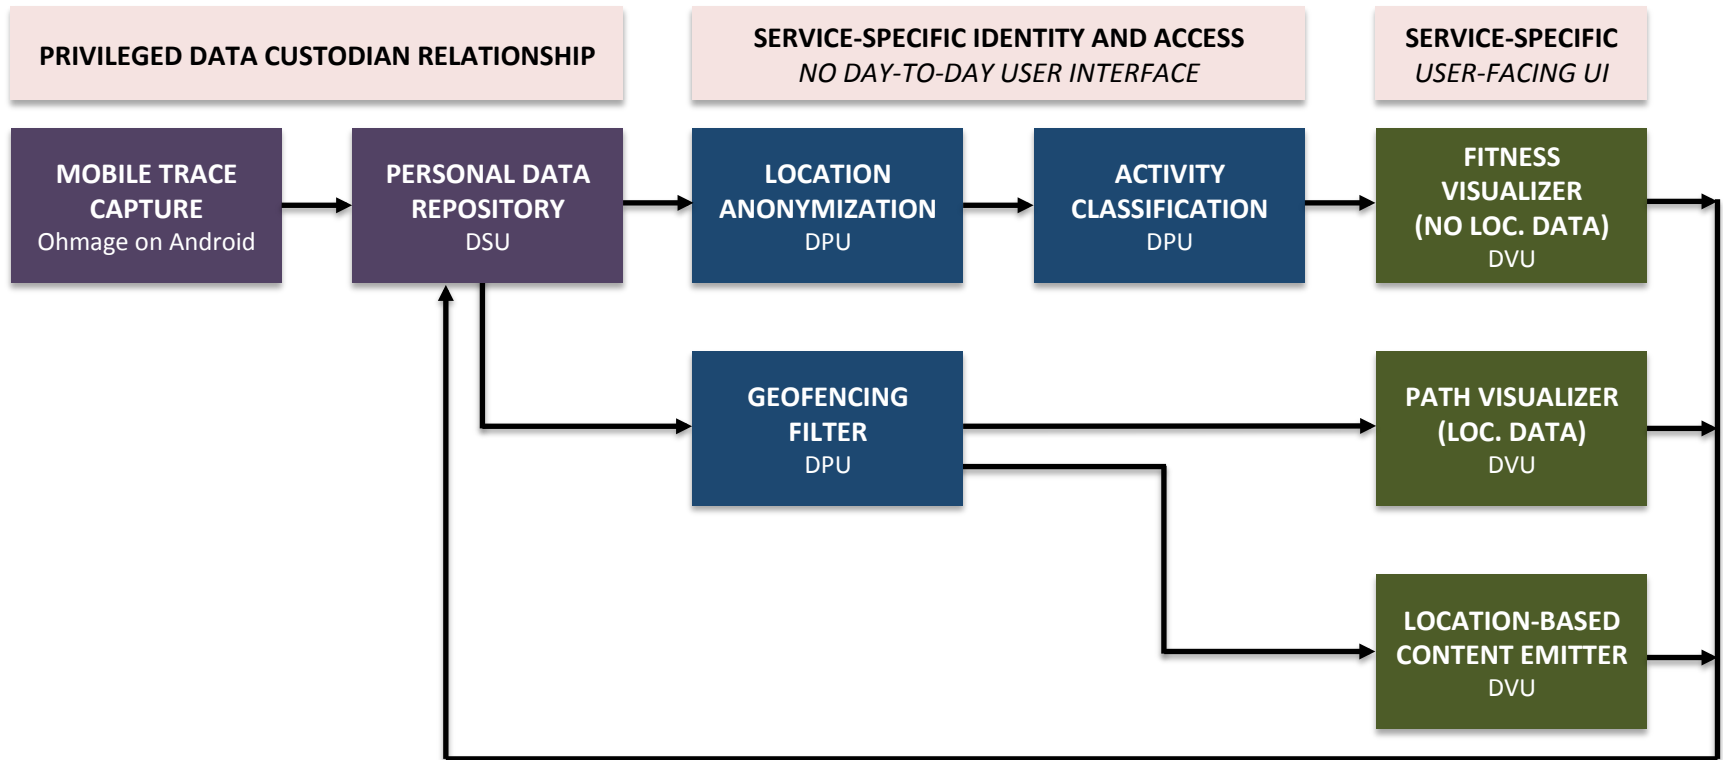 PRIVILEGED DATA CUSTODIAN RELATIONSHIP
SERVICE-SPECIFIC IDENTITY AND ACCESS
NO DAY-TO-DAY USER INTERFACE
SERVICE-SPECIFIC
USER-FACING UI
MOBILE TRACE
CAPTURE
Ohmage on Android
PERSONAL DATA
REPOSITORY
DSU
LOCATION
ANONYMIZATION
DPU
ACTIVITY
CLASSIFICATION
DPU
FITNESS
VISUALIZER
(NO LOC. DATA)
DVU
GEOFENCING
FILTER
DPU
PATH VISUALIZER
(LOC. DATA)
DVU
LOCATION-BASED
CONTENT EMITTER
DVU